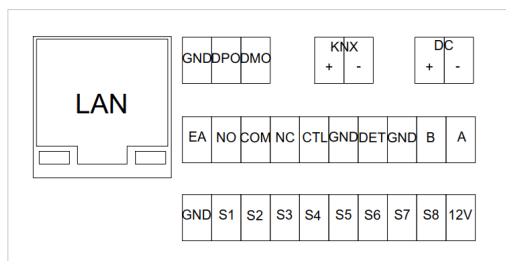 LAN
GND DPO DMO
KNX
+ -
DC
+ -
EA NO COM NC CTL GND DET GND B A
GND S1 S2 S3 S4 S5 S6 S7 S8 12V